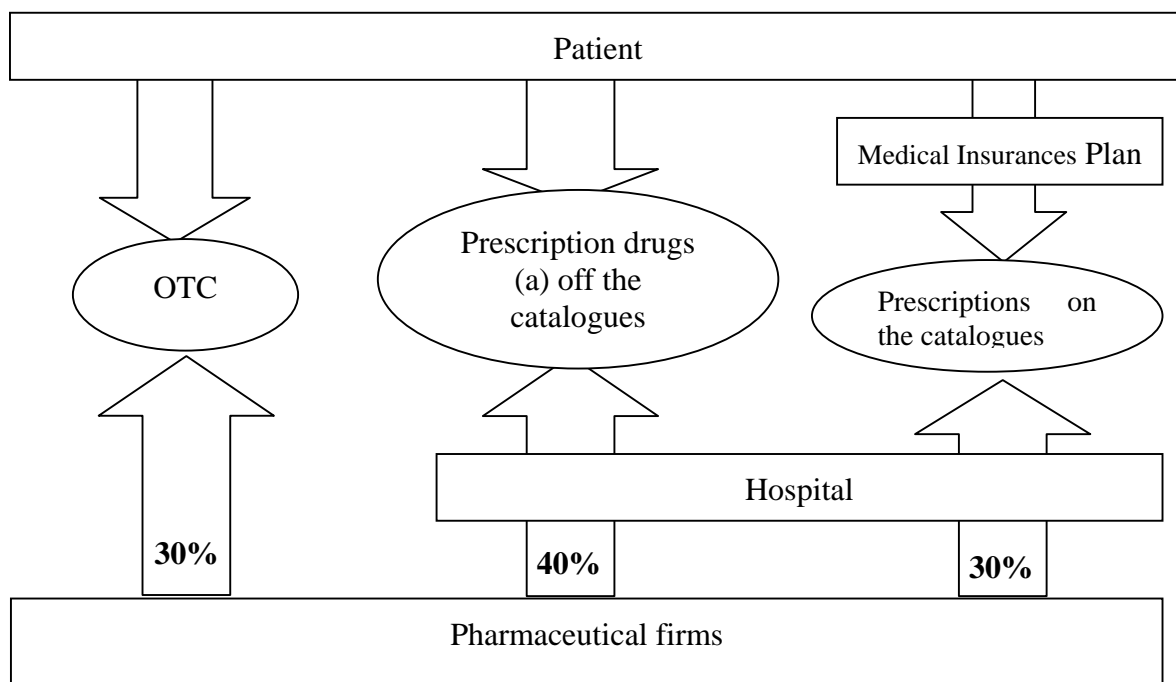 Patient
Medical Insurances Plan
OTC
Prescription drugs
(a) off the
catalogues
Prescriptions on
the catalogues
Hospital
30%
40%
30%
Pharmaceutical firms